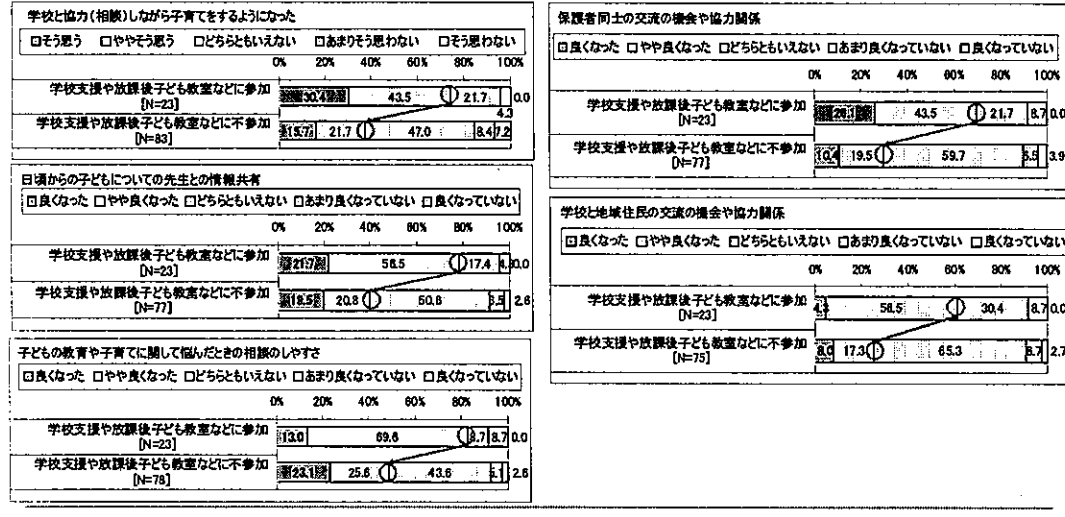 学校と協力(相談)しながら子育てをするようになった
□そう思う □ややそう思う □どちらともいえない □あまりそう思わない □そう思わない
0% 20% 40% 60% 80% 100%
学校支援や放課後子ども教室などに参加
[N=23]
30.4 43.5 21.7 4.3 0.0
学校支援や放課後子ども教室などに不参加
[N=83]
15.7 21.7 47.0 8.4 7.2
日頃からの子どもについての先生との情報共有
□良くなった □やや良くなった □どちらともいえない □あまり良くなっていない □良くなっていない
0% 20% 40% 60% 80% 100%
学校支援や放課後子ども教室などに参加
[N=23]
21.7 56.5 17.4 4.3 0.0
学校支援や放課後子ども教室などに不参加
[N=77]
19.5 20.8 50.6 6.5 2.6
子どもの教育や子育てに関して悩んだときの相談のしやすさ
□良くなった □やや良くなった □どちらともいえない □あまり良くなっていない □良くなっていない
0% 20% 40% 60% 80% 100%
学校支援や放課後子ども教室などに参加
[N=23]
13.0 69.6 8.7 8.7 0.0
学校支援や放課後子ども教室などに不参加
[N=78]
23.1 25.6 43.6 5.1 2.6
保護者同士の交流の機会や協力関係
□良くなった □やや良くなった □どちらともいえない □あまり良くなっていない □良くなっていない
0% 20% 40% 60% 80% 100%
学校支援や放課後子ども教室などに参加
[N=23]
26.1 43.5 21.7 8.7 0.0
学校支援や放課後子ども教室などに不参加
[N=77]
10.4 19.5 59.7 6.5 3.9
学校と地域住民の交流の機会や協力関係
□良くなった □やや良くなった □どちらともいえない □あまり良くなっていない □良くなっていない
0% 20% 40% 60% 80% 100%
学校支援や放課後子ども教室などに参加
[N=23]
4.3 56.5 30.4 8.7 0.0
学校支援や放課後子ども教室などに不参加
[N=75]
8.0 17.3 65.3 6.7 2.7